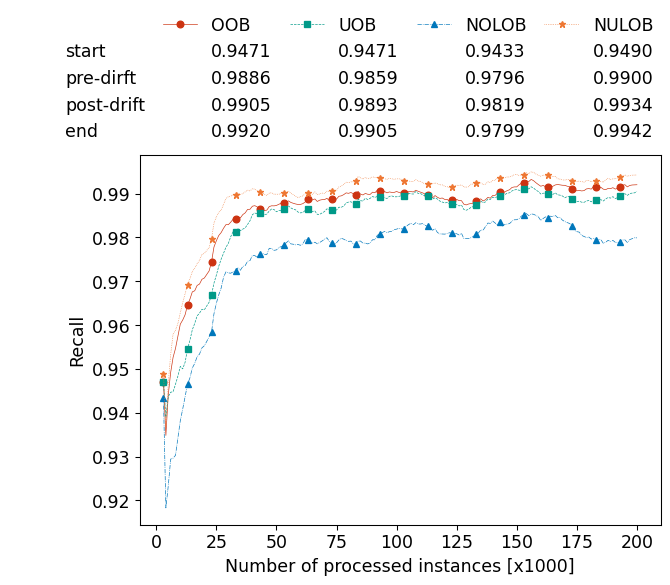 OOB UOB NOLOB NULOB
start 0.9471 0.9471 0.9433 0.9490
pre-dirft 0.9886 0.9859 0.9796 0.9900
post-drift 0.9905 0.9893 0.9819 0.9934
end 0.9920 0.9905 0.9799 0.9942
0.99
0.98
0.97
0.96
0.95
0.94
0.93
0.92
Recall
0 25 50 75 100 125 150 175 200
Number of processed instances [x1000]